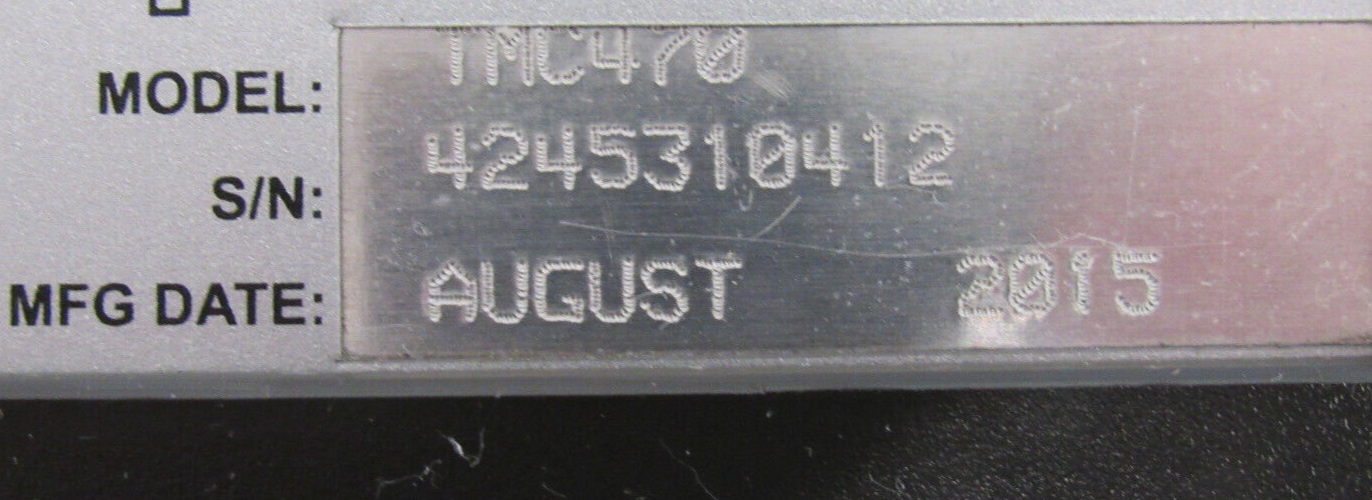 MODEL: TMC470
S/N: 4245310412
MFG DATE: AUGUST 2015